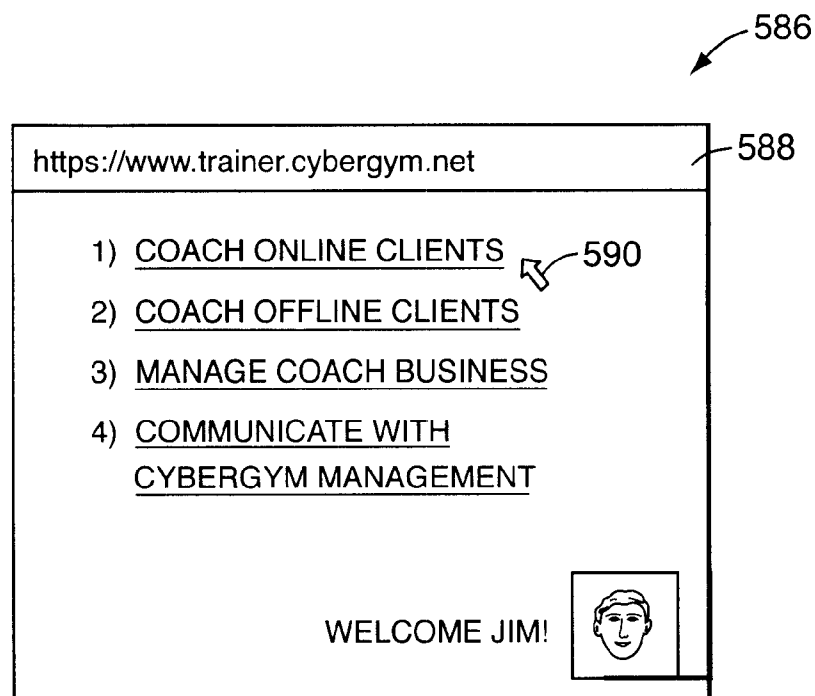 586
https://www.trainer.cybergym.net
588
1) COACH ONLINE CLIENTS
590
2) COACH OFFLINE CLIENTS
3) MANAGE COACH BUSINESS
4) COMMUNICATE WITH
CYBERGYM MANAGEMENT
WELCOME JIM!